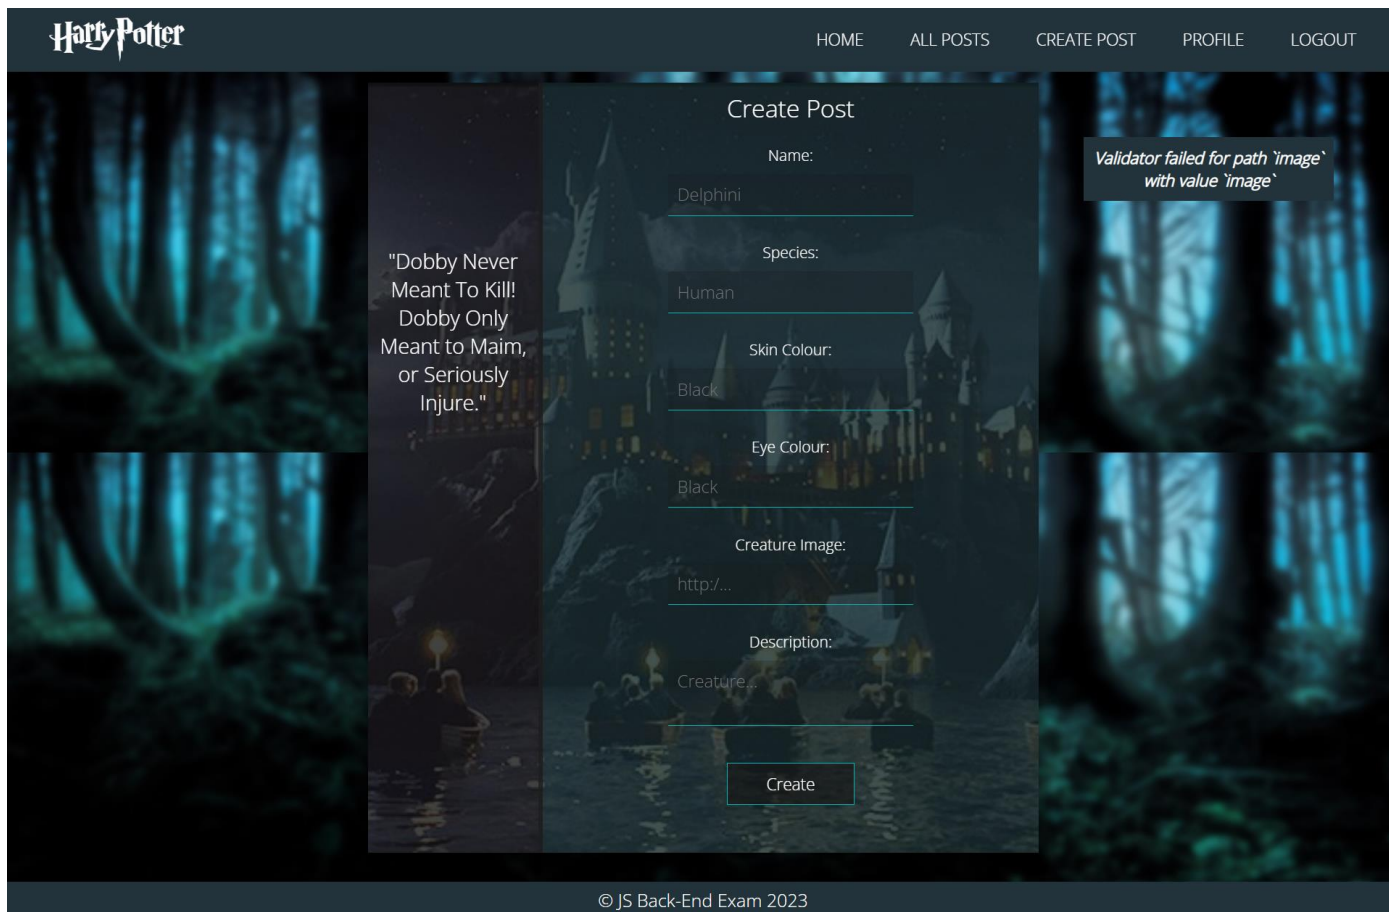 Harry Potter
HOME ALL POSTS CREATE POST PROFILE LOGOUT
Create Post
Name:
Delphini
Species:
Human
Skin Colour:
Black
Eye Colour:
Black
Creature Image:
http:/...
Description:
Creature...
Create
"Dobby Never
Meant To Kill!
Dobby Only
Meant to Maim,
or Seriously
Injure."
Validator failed for path `image`
with value `image`
© JS Back-End Exam 2023